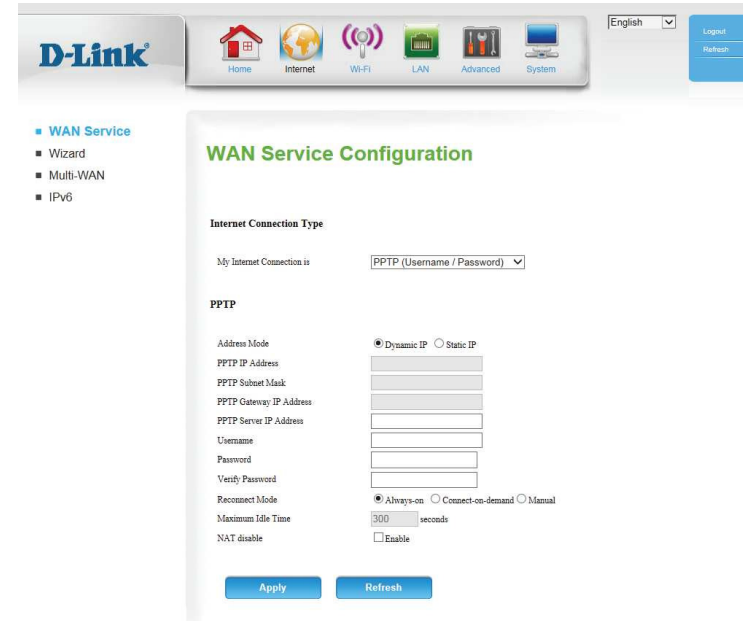 English
Logout
Refresh
D-Link®
Home Internet Wi-Fi LAN Advanced System
WAN Service
Wizard
Multi-WAN
IPv6
WAN Service Configuration
Internet Connection Type
My Internet Connection is PPTP (Username / Password)
PPTP
Address Mode Dynamic IP Static IP
PPTP IP Address
PPTP Subnet Mask
PPTP Gateway IP Address
PPTP Server IP Address
Username
Password
Verify Password
Reconnect Mode Always-on Connect-on-demand Manual
Maximum Idle Time 300 seconds
NAT disable Enable
Apply Refresh